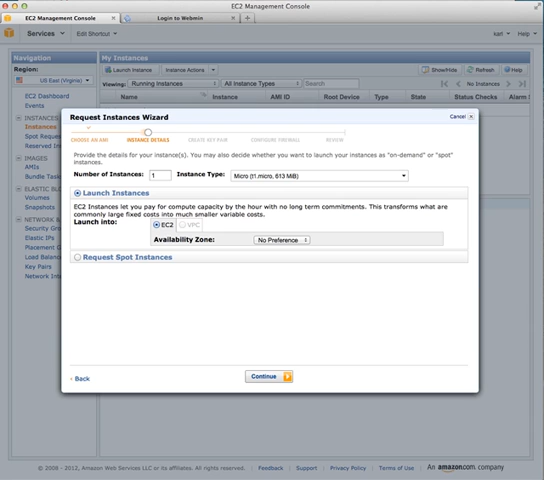 EC2 Management Console
EC2 Management Console
Login to Webmin
Services
Edit Shortcut
karl
Help
Navigation
My Instances
Region:
US East (Virginia)
Launch Instance
Instance Actions
Show/Hide
Refresh
Help
Viewing:
Running Instances
All Instance Types
Search
No Instances
Name
Instance
AMI ID
Root Device
Type
State
Status Checks
Alarm
EC2 Dashboard
Events
INSTANCES
Instances
Spot Reques
Reserved In
IMAGES
AMIs
Bundle Task
ELASTIC BL
Volumes
Snapshots
NETWORK &
Security Gro
Elastic IPs
Placement G
Load Balanc
Key Pairs
Network Int
Request Instances Wizard
Cancel
CHOOSE AN AMI
INSTANCE DETAILS
CREATE KEY PAIR
CONFIGURE FIREWALL
REVIEW
Provide the details for your instance(s). You may also decide whether you want to launch your instances as "on-demand" or "spot"
instances.
Number of Instances: 1 Instance Type: Micro (t1.micro, 613 MiB)
Launch Instances
EC2 Instances let you pay for compute capacity by the hour with no long term commitments. This transforms what are
commonly large fixed costs into much smaller variable costs.
Launch into: EC2 VPC
Availability Zone: No Preference
Request Spot Instances
Back
Continue
© 2008 - 2012, Amazon Web Services LLC or its affiliates. All rights reserved. | Feedback | Support | Privacy Policy | Terms of Use | An amazon.com. company